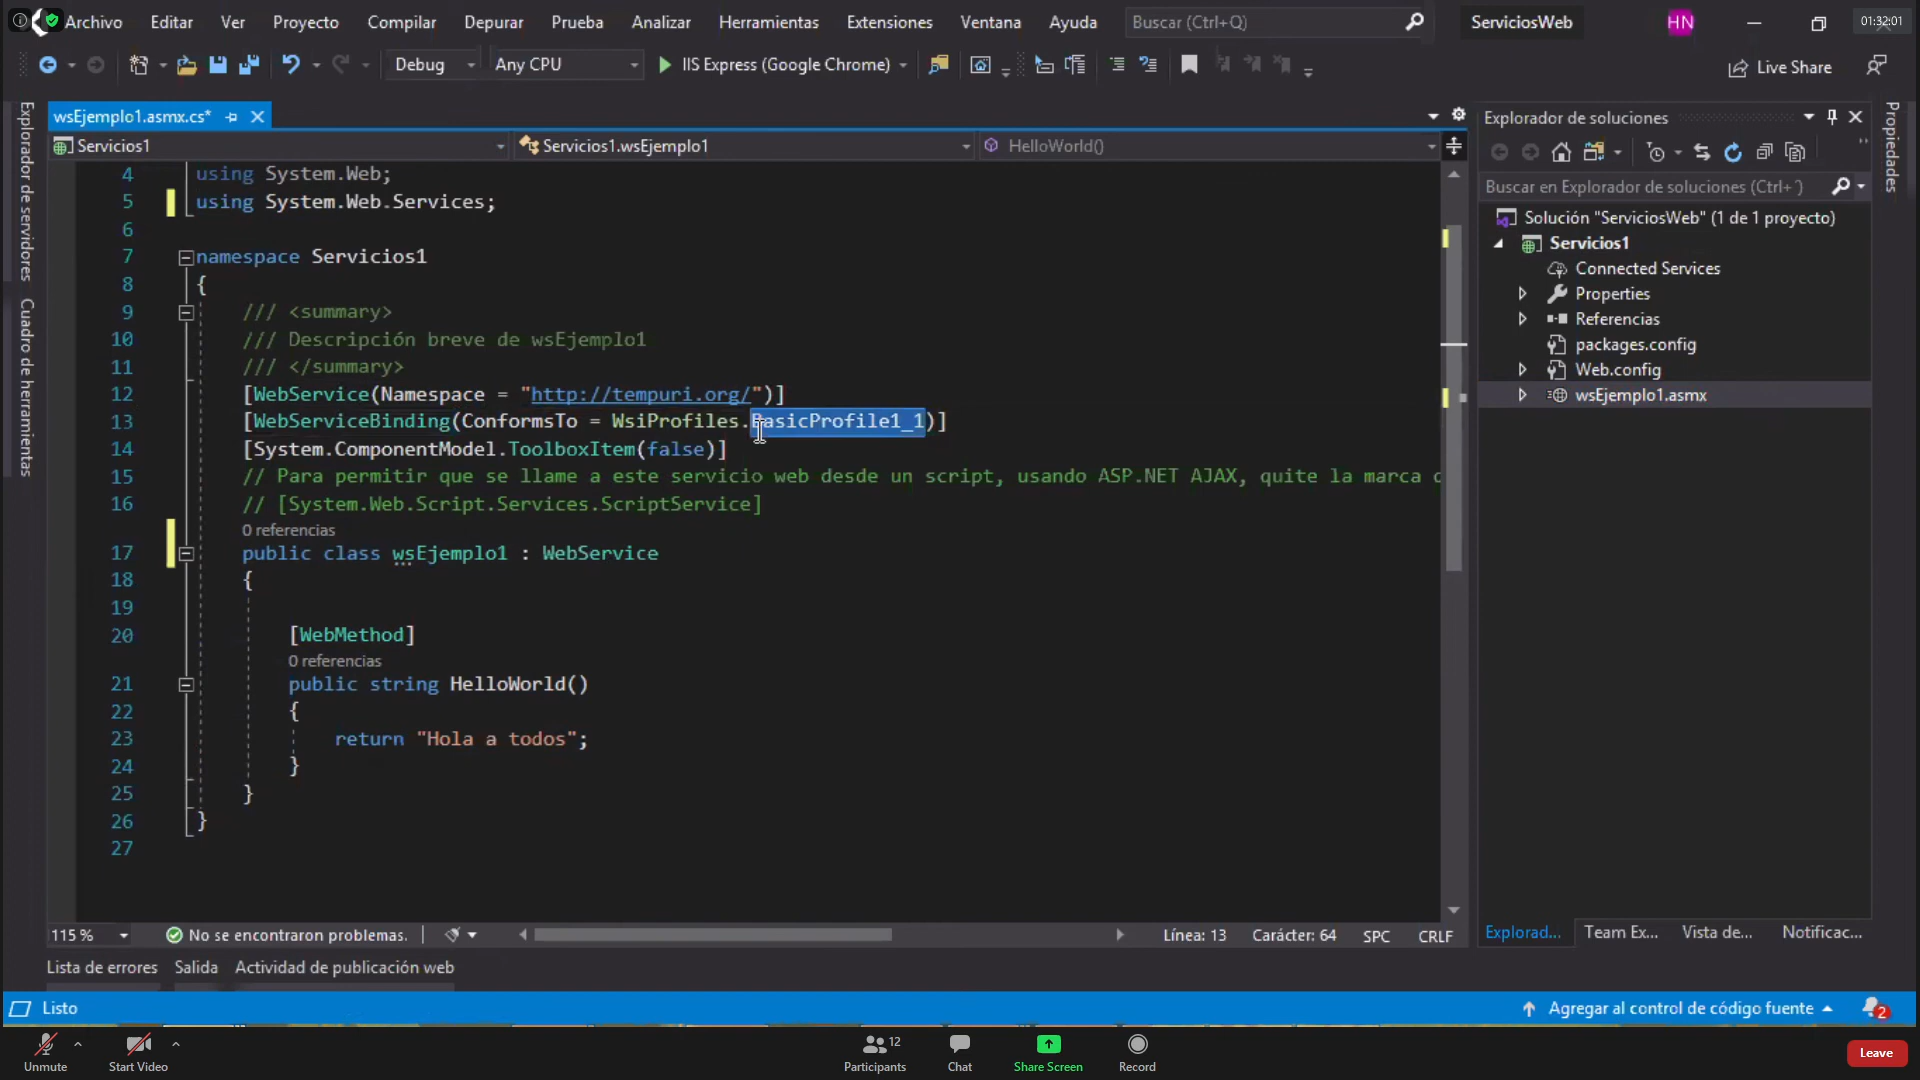 Archivo Editar Ver Proyecto Compilar Depurar Prueba Analizar Herramientas Extensiones Ventana Ayuda Buscar (Ctrl+Q) ServiciosWeb HN 01:32:01
Debug Any CPU IIS Express (Google Chrome) Live Share
Explorador de servidores
Cuadro de herramientas
wsEjemplo1.asmx.cs*
Servicios1 Servicios1.wsEjemplo1 HelloWorld()
4 using System.Web;
5 using System.Web.Services;
6
7 namespace Servicios1
8 {
9 /// <summary>
10 /// Descripción breve de wsEjemplo1
11 /// </summary>
12 [WebService(Namespace = "http://tempuri.org/")]
13 [WebServiceBinding(ConformsTo = WsiProfiles.BasicProfile1_1)]
14 [System.ComponentModel.ToolboxItem(false)]
15 // Para permitir que se llame a este servicio web desde un script, usando ASP.NET AJAX, quite la marca
16 // [System.Web.Script.Services.ScriptService]
0 referencias
17 public class wsEjemplo1 : WebService
18 {
19
20 [WebMethod]
0 referencias
21 public string HelloWorld()
22 {
23 return "Hola a todos";
24 }
25 }
26 }
27
115 % No se encontraron problemas. Línea: 13 Carácter: 64 SPC CRLF
Explorador de soluciones
Buscar en Explorador de soluciones (Ctrl+´)
Solución "ServiciosWeb" (1 de 1 proyecto)
Servicios1
Connected Services
Properties
Referencias
packages.config
Web.config
wsEjemplo1.asmx
Explorad... Team Ex... Vista de... Notificac...
Propiedades
Lista de errores Salida Actividad de publicación web
Listo Agregar al control de código fuente 2
Unmute Start Video Participants 12 Chat Share Screen Record Leave